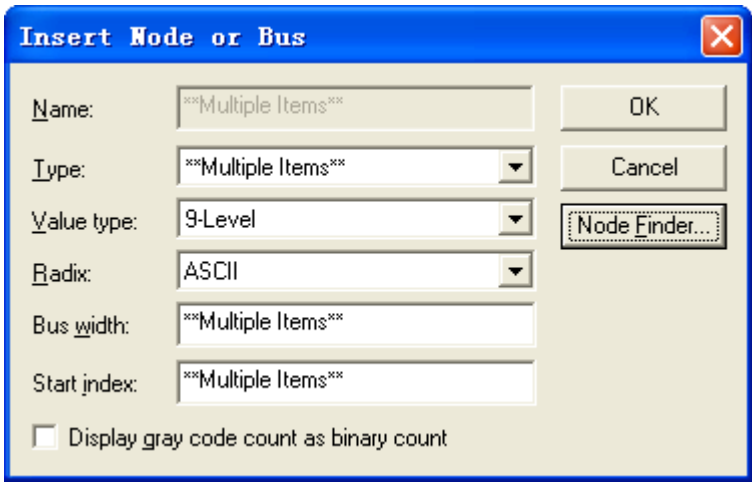 Insert Node or Bus
Name: **Multiple Items** OK
Type: **Multiple Items** Cancel
Value type: 9-Level Node Finder...
Radix: ASCII
Bus width: **Multiple Items**
Start index: **Multiple Items**
Display gray code count as binary count